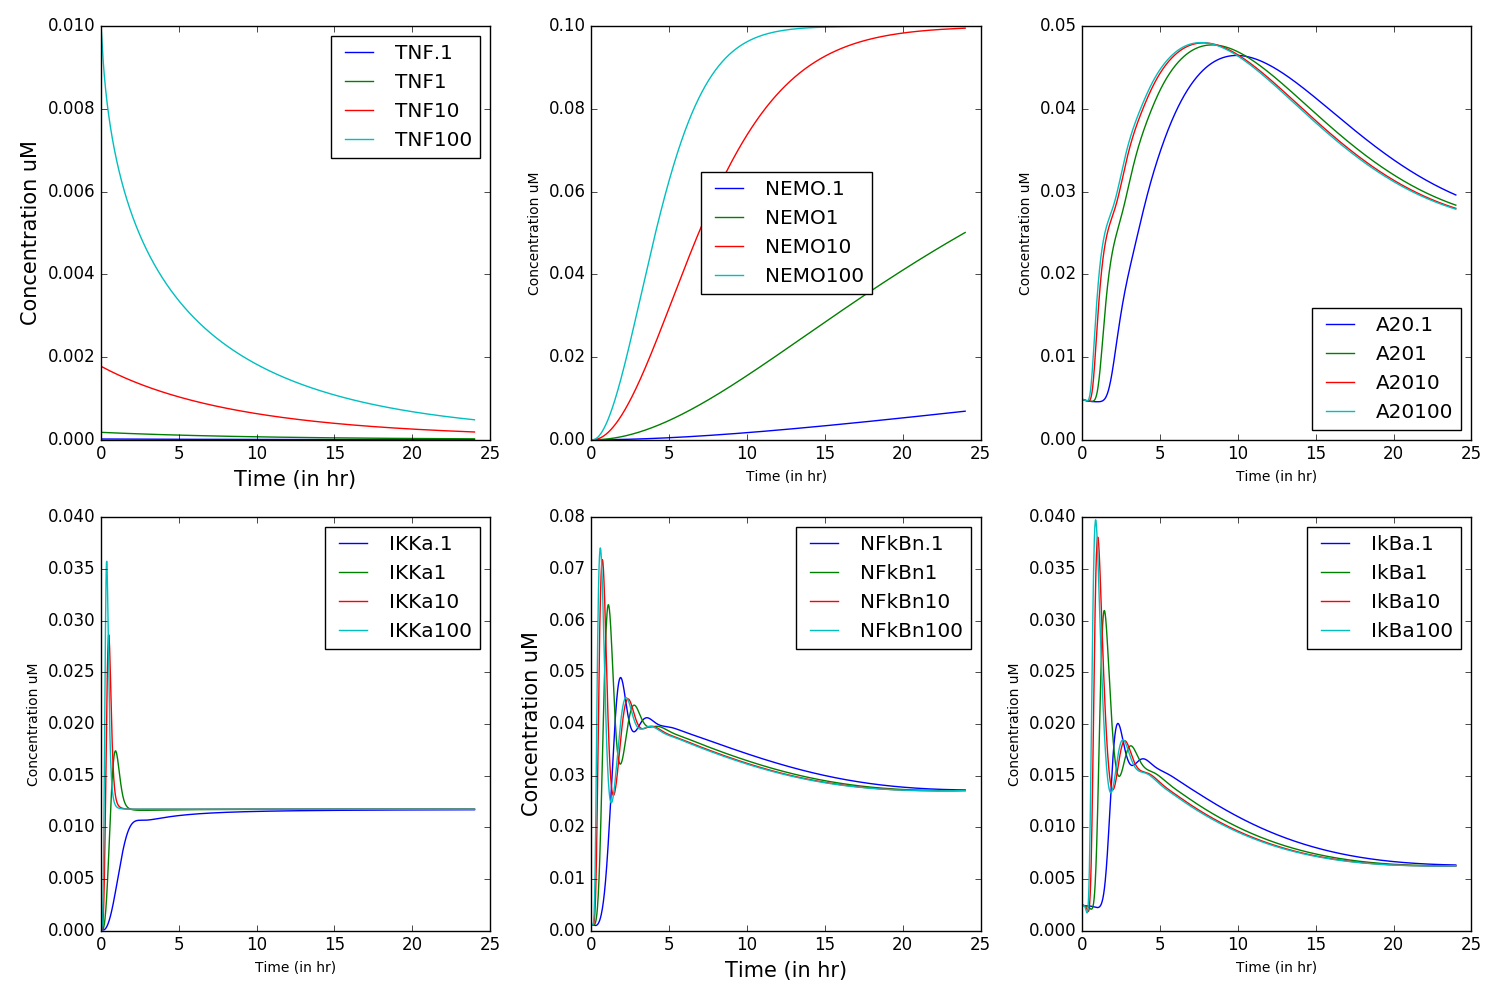 0.010
0.008
0.006
0.004
0.002
0.000
Concentration uM
TNF.1
TNF1
TNF10
TNF100
0 5 10 15 20 25
Time (in hr)
0.10
0.08
0.06
0.04
0.02
0.00
Concentration uM
NEMO.1
NEMO1
NEMO10
NEMO100
0 5 10 15 20 25
Time (in hr)
0.05
0.04
0.03
0.02
0.01
0.00
Concentration uM
A20.1
A201
A2010
A20100
0 5 10 15 20 25
Time (in hr)
0.040
0.035
0.030
0.025
0.020
0.015
0.010
0.005
0.000
Concentration uM
IKKa.1
IKKa1
IKKa10
IKKa100
0 5 10 15 20 25
Time (in hr)
0.08
0.07
0.06
0.05
0.04
0.03
0.02
0.01
0.00
Concentration uM
NFkBn.1
NFkBn1
NFkBn10
NFkBn100
0 5 10 15 20 25
Time (in hr)
0.040
0.035
0.030
0.025
0.020
0.015
0.010
0.005
0.000
Concentration uM
IkBa.1
IkBa1
IkBa10
IkBa100
0 5 10 15 20 25
Time (in hr)